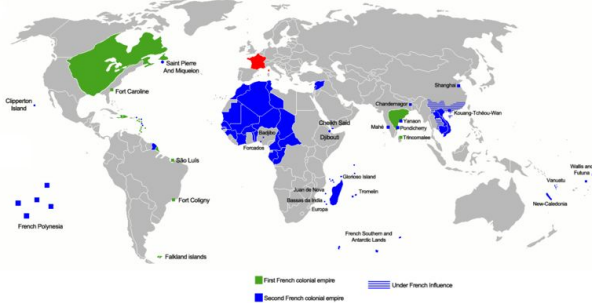 Saint Pierre
And Miquelon
Fort Caroline
Clipperton
Island
São Luís
Fort Coligny
French Polynesia
Falkland islands
Cheikh Saïd
Djibouti
Badjibo
Forcados
Glorioso Island
Juan de Nova
Tromelin
Bassas da India
Europa
French Southern and
Antarctic Lands
Shanghai
Chandernagor
Kouang-Tchéou-Wan
Yanaon
Mahé
Pondicherry
Trincomalee
Wallis and
Futuna
Vanuatu
New-Caledonia
First French colonial empire
Under French Influence
Second French colonial empire